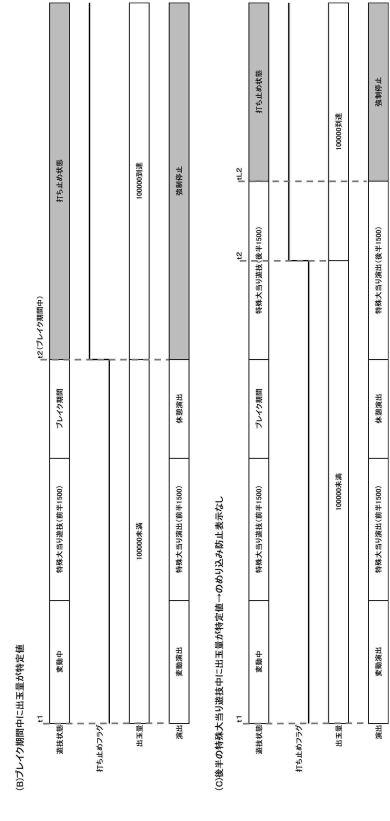 (B)ブレイク期間中に出玉量が特定値
t1
t2(ブレイク期間中)
遊技状態
変動中
特殊大当り遊技(前半1500)
ブレイク期間
打ち止め状態
打ち止めフラグ
出玉量
100000未満
100000到達
演出
変動演出
特殊大当り演出(前半1500)
休憩演出
強制停止
(C)後半の特殊大当り遊技中に出玉量が特定値→のめり込み防止表示なし
t1
t2
tL2
遊技状態
変動中
特殊大当り遊技(前半1500)
ブレイク期間
特殊大当り遊技(後半1500)
打ち止め状態
打ち止めフラグ
出玉量
100000未満
100000到達
演出
変動演出
特殊大当り演出(前半1500)
休憩演出
特殊大当り演出(後半1500)
強制停止